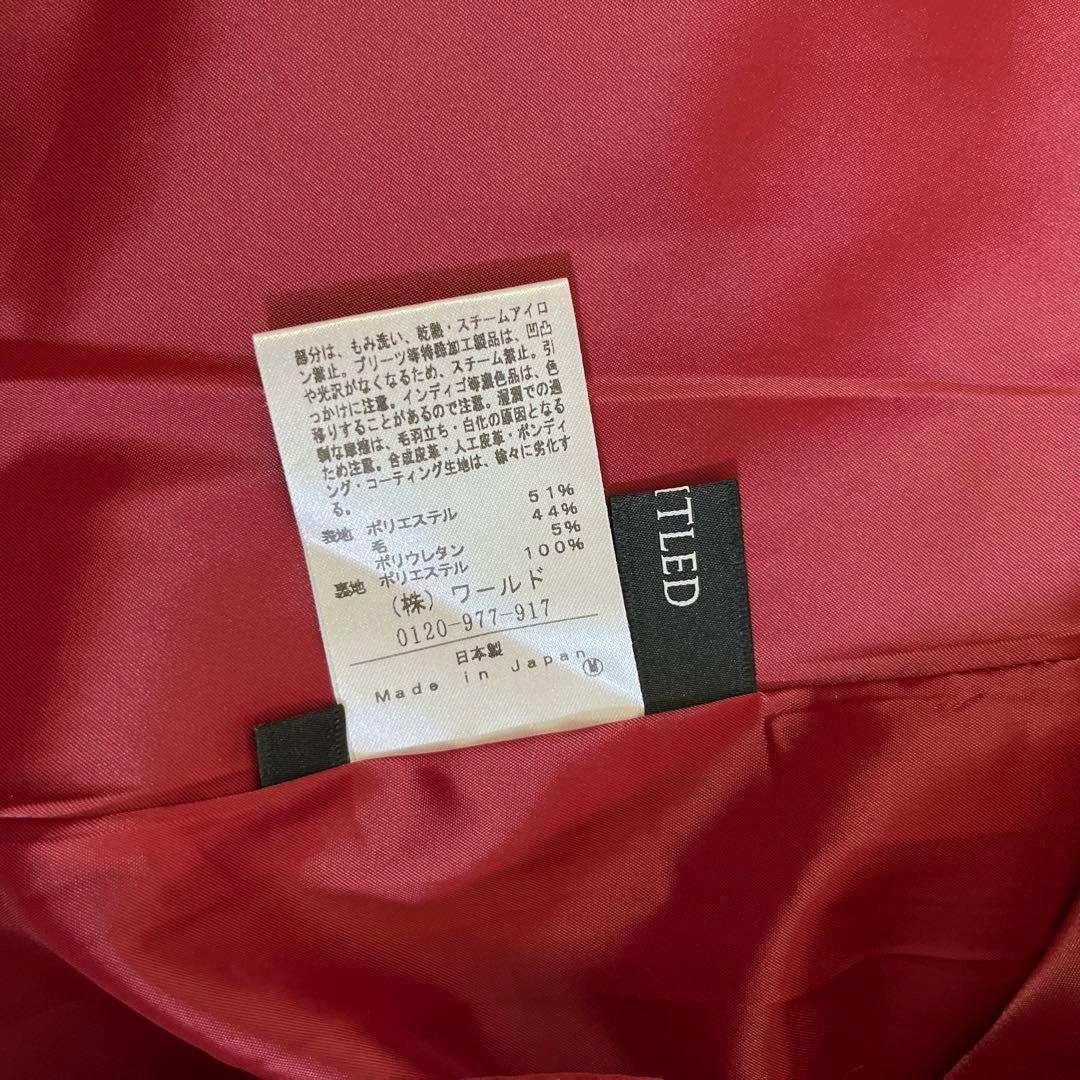 部分は、もみ洗い、乾熱・スチームアイロ
ン禁止。プリーツ等特殊加工製品は、凹凸
や光沢がなくなるため、スチーム禁止。引
っかけに注意。インディゴ等濃色品は、色
移りすることがあるので注意。湿潤での過
剰な摩擦は、毛羽立ち・白化の原因となる
ため注意。合成皮革・人工皮革・ボンディ
ング・コーティング生地は、徐々に劣化す
る。
表地 ポリエステル 51%
毛 44%
ポリウレタン 5%
裏地 ポリエステル 100%
(株)ワールド
0120-977-917
日本製
Made in Japan Ⓜ
ITLED